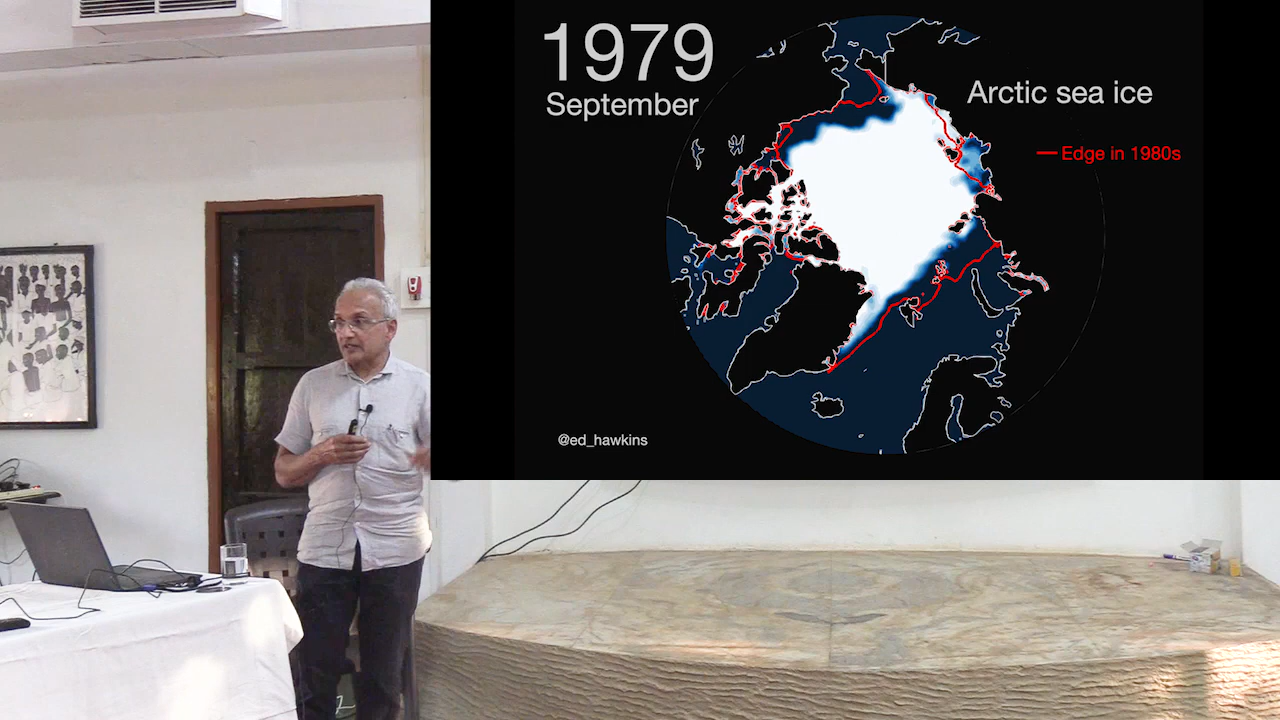 1979
September
Arctic sea ice
Edge in 1980s
@ed_hawkins